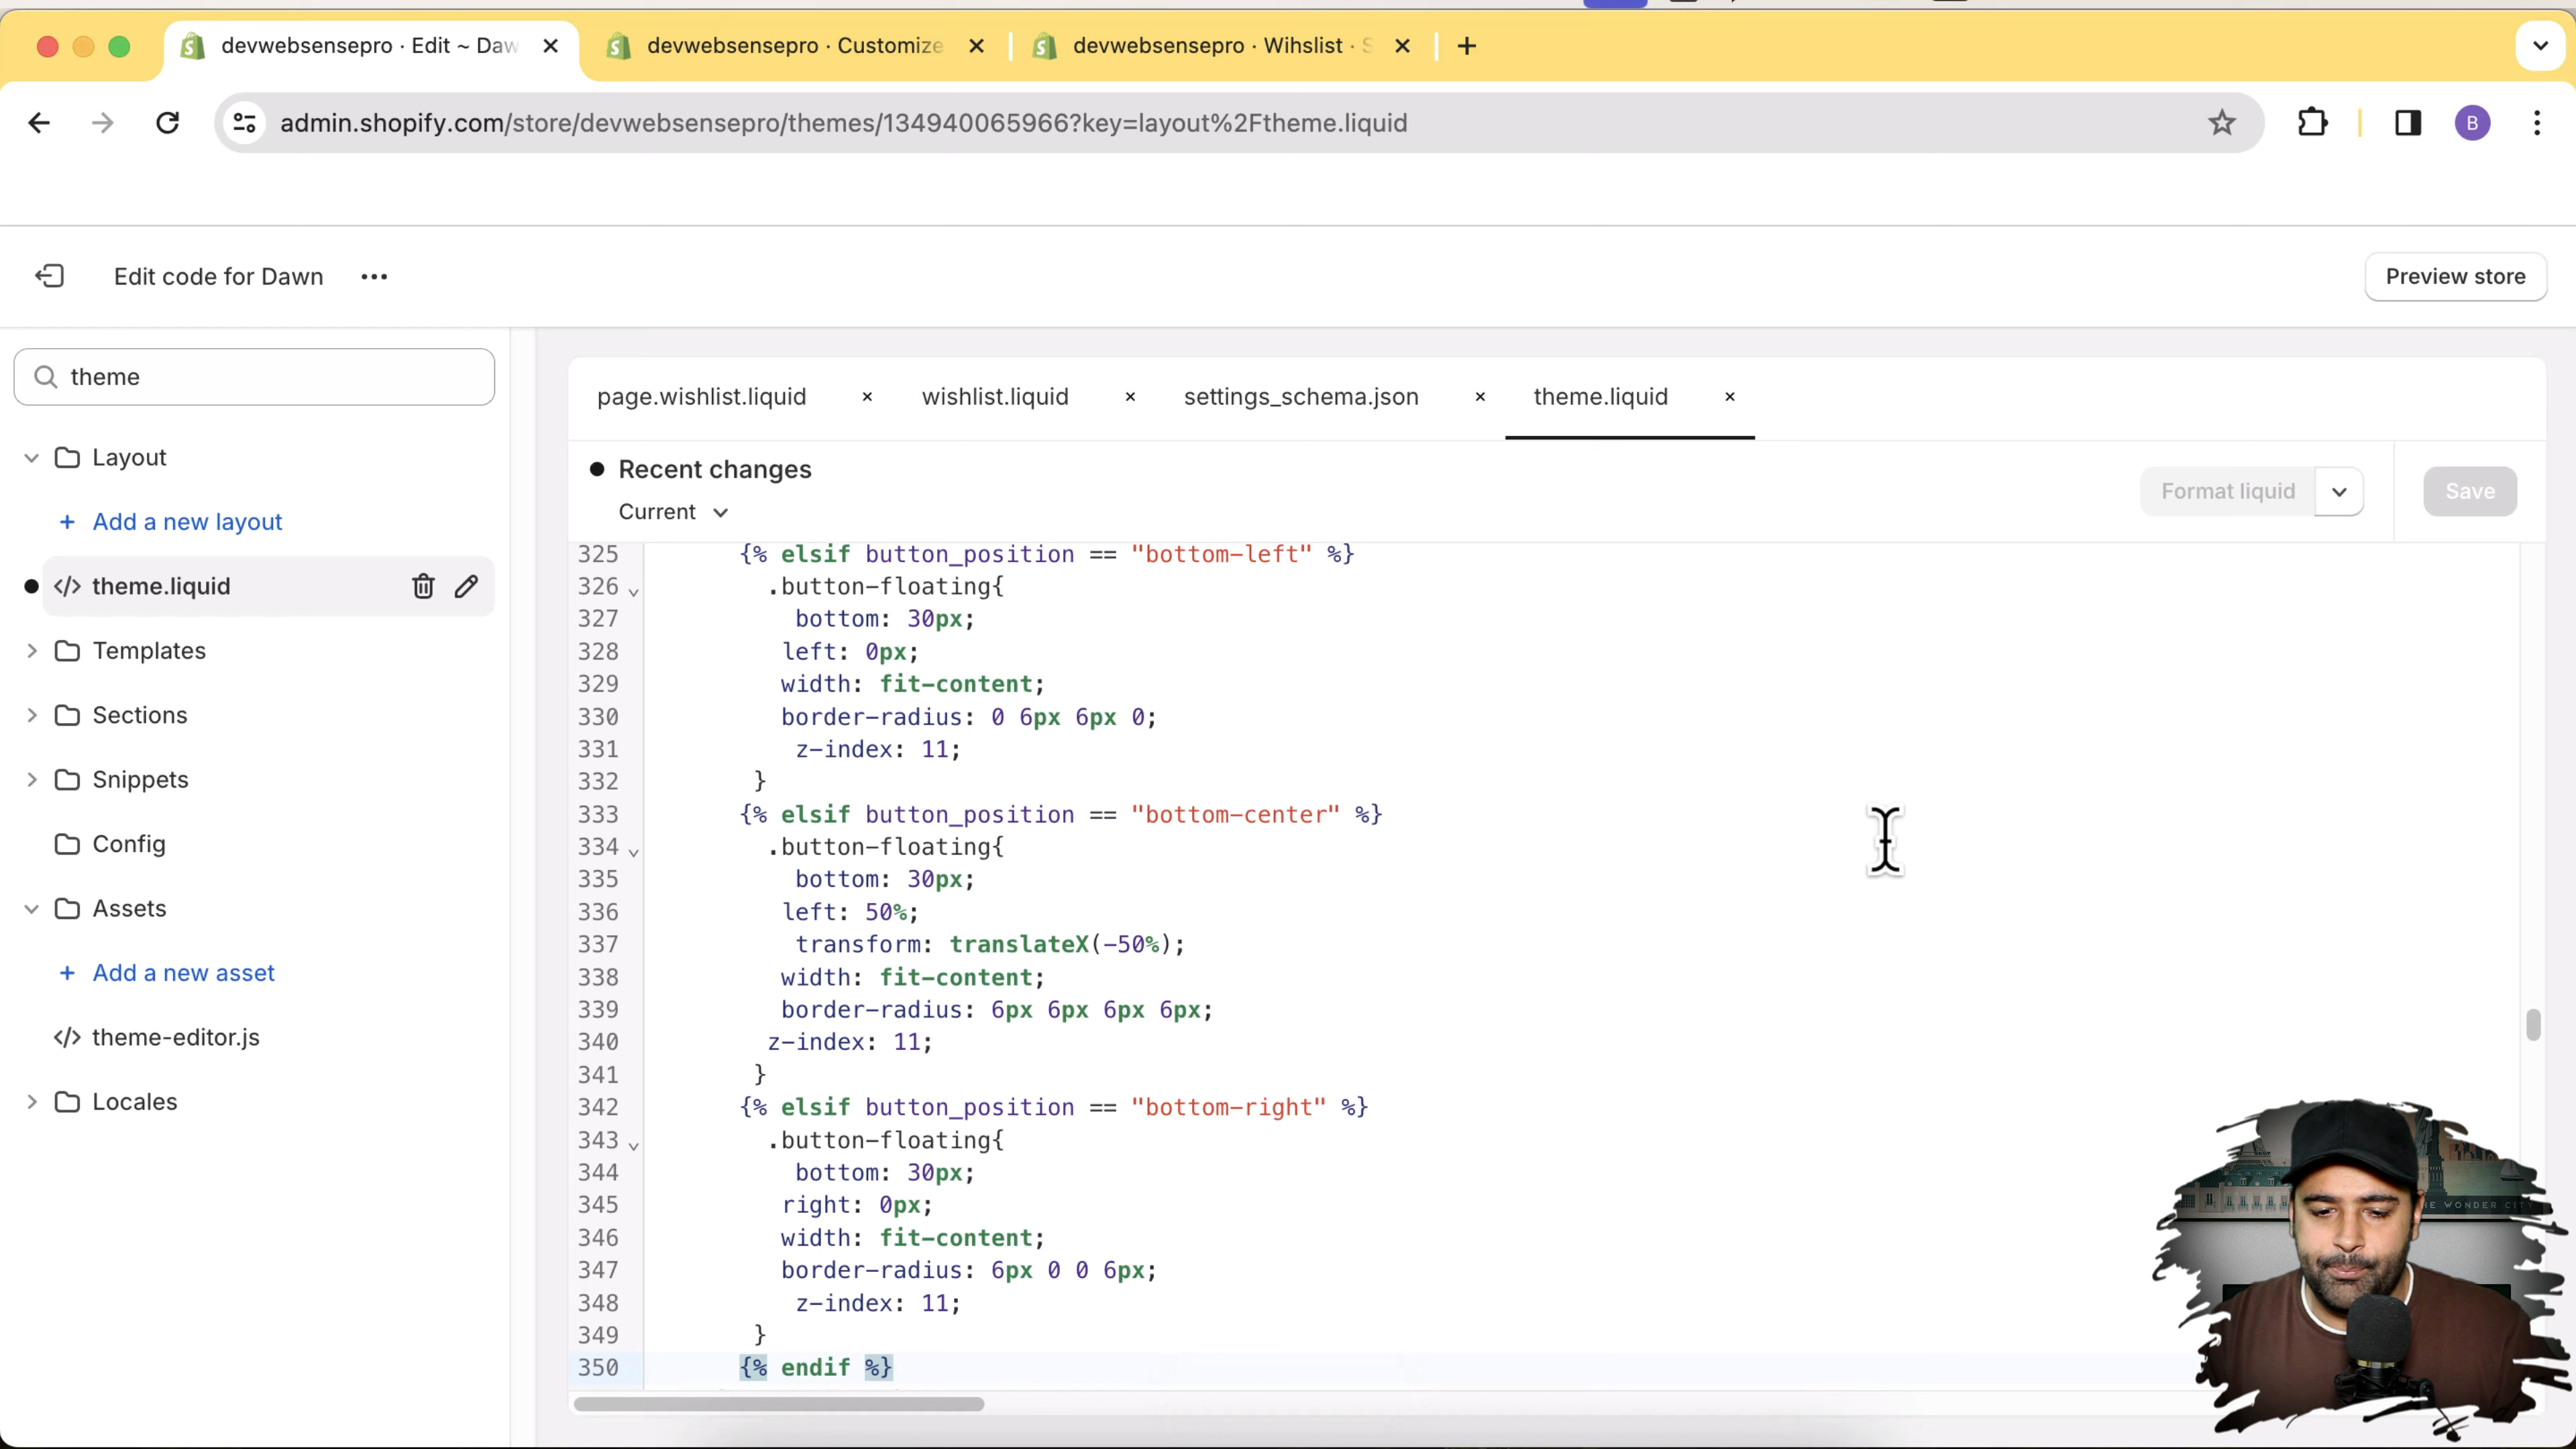 devwebsensepro · Edit ~ Daw
devwebsensepro · Customize
devwebsensepro · Wihslist · S
admin.shopify.com/store/devwebsensepro/themes/134940065966?key=layout%2Ftheme.liquid
B
Edit code for Dawn
Preview store
theme
page.wishlist.liquid
wishlist.liquid
settings_schema.json
theme.liquid
Layout
Recent changes
Format liquid
Save
Current
Add a new layout
theme.liquid
Templates
Sections
Snippets
Config
Assets
Add a new asset
theme-editor.js
Locales
325 {% elsif button_position == "bottom-left" %}
326 .button-floating{
327 bottom: 30px;
328 left: 0px;
329 width: fit-content;
330 border-radius: 0 6px 6px 0;
331 z-index: 11;
332 }
333 {% elsif button_position == "bottom-center" %}
334 .button-floating{
335 bottom: 30px;
336 left: 50%;
337 transform: translateX(-50%);
338 width: fit-content;
339 border-radius: 6px 6px 6px 6px;
340 z-index: 11;
341 }
342 {% elsif button_position == "bottom-right" %}
343 .button-floating{
344 bottom: 30px;
345 right: 0px;
346 width: fit-content;
347 border-radius: 6px 0 0 6px;
348 z-index: 11;
349 }
350 {% endif %}
WONDER